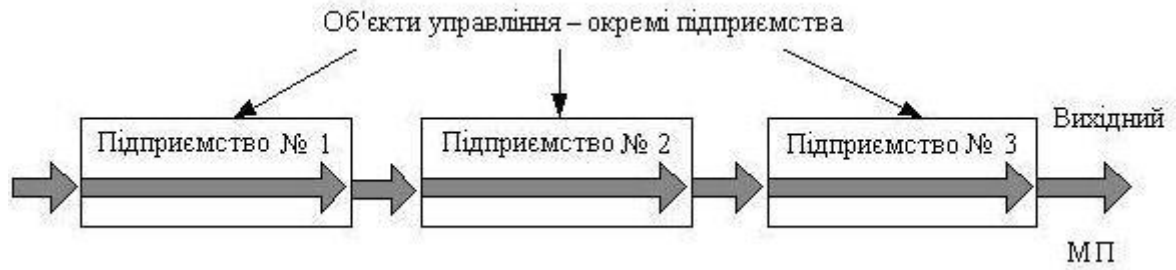 Об'єкти управління – окремі підприємства
Вихідний
Підприємство № 1
Підприємство № 2
Підприємство № 3
МП